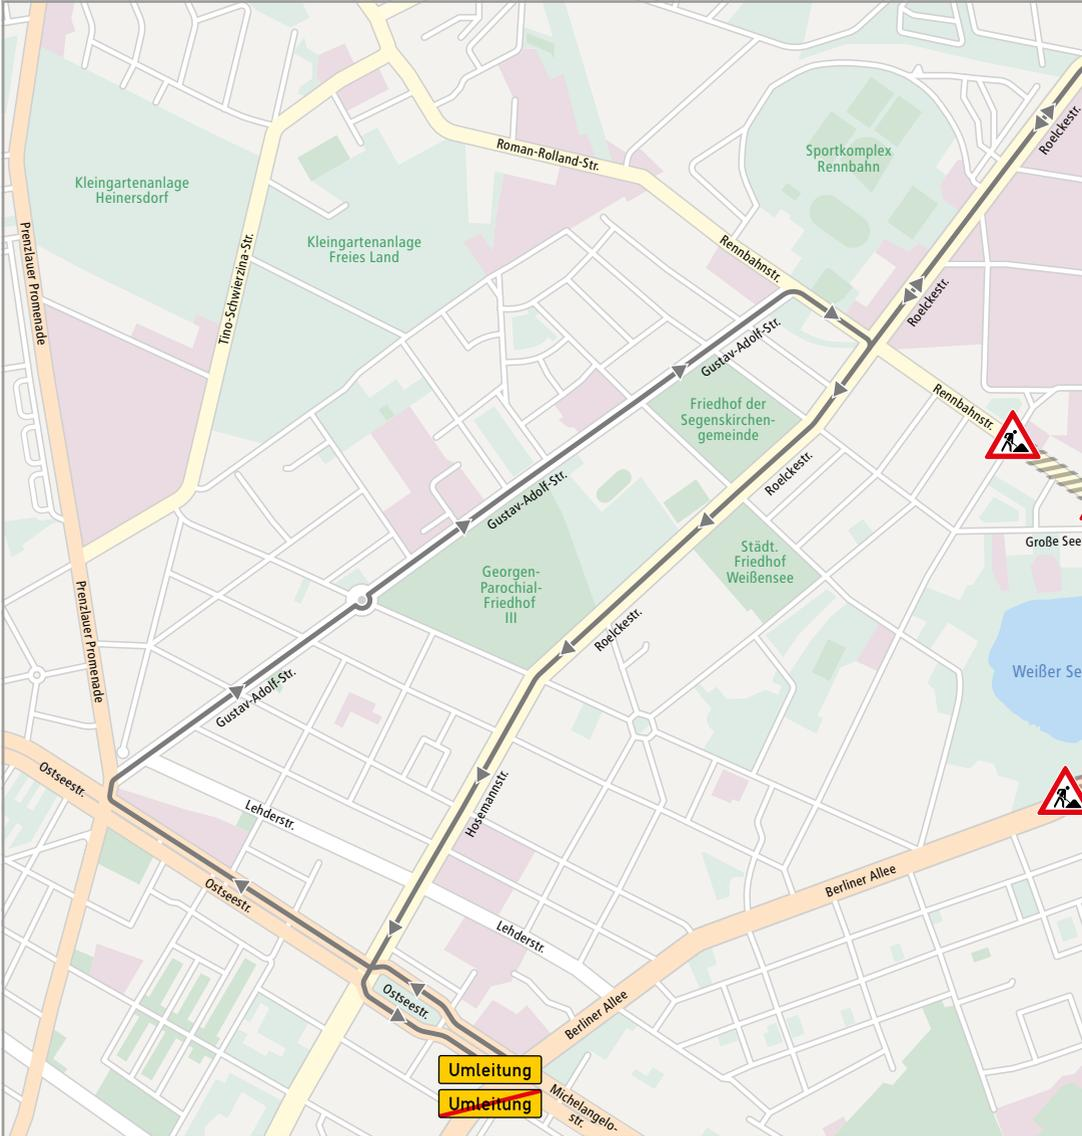 Roelckestr.
Roman-Rolland-Str.
Sportkomplex
Rennbahn
Kleingartenanlage
Heinersdorf
Kleingartenanlage
Freies Land
Rennbahnstr.
Prenzlauer Promenade
Tino-Schwierzina-Str.
Roelckestr.
Gustav-Adolf-Str.
Friedhof der
Segenskirchen-
gemeinde
Rennbahnstr.
Roelckestr.
Gustav-Adolf-Str.
Große See
Städt.
Friedhof
Weißensee
Georgen-
Parochial-
Friedhof
III
Roelckestr.
Prenzlauer Promenade
Weißer Se
Gustav-Adolf-Str.
Ostseestr.
Hosemannstr.
Lehderstr.
Berliner Allee
Ostseestr.
Lehderstr.
Ostseestr.
Berliner Allee
Umleitung
Umleitung
Michelangelo-
str.